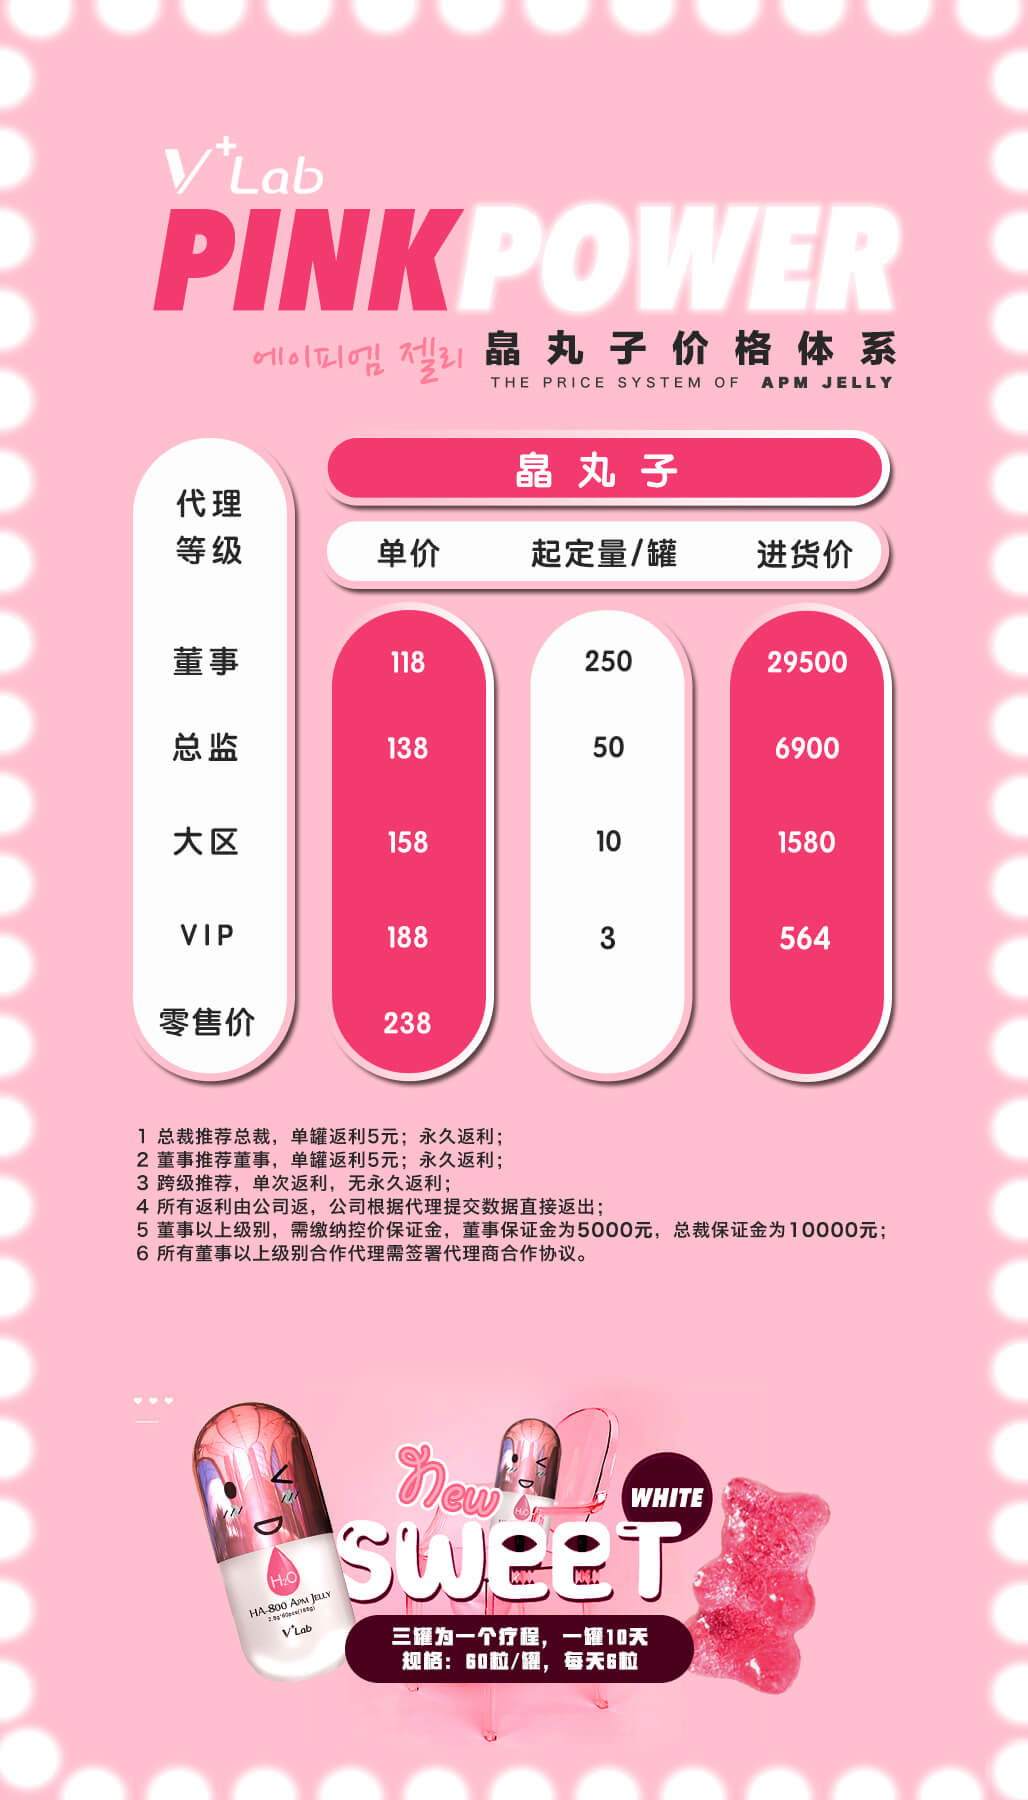 V+Lab
PINK POWER
에이피엠 젤리 皛丸子价格体系
THE PRICE SYSTEM OF APM JELLY
皛丸子
代理等级 单价 起定量/罐 进货价
董事 118 250 29500
总监 138 50 6900
大区 158 10 1580
VIP 188 3 564
零售价 238
1 总裁推荐总裁，单罐返利5元；永久返利；
2 董事推荐董事，单罐返利5元；永久返利；
3 跨级推荐，单次返利，无永久返利；
4 所有返利由公司返，公司根据代理提交数据直接返出；
5 董事以上级别，需缴纳控价保证金，董事保证金为5000元，总裁保证金为10000元；
6 所有董事以上级别合作代理需签署代理商合作协议。
New
WHITE
SWEET
H2O
HA-800 APM JELLY
2.8g*60pcs(168g)
V+Lab
H2O
三罐为一个疗程，一罐10天
规格：60粒/罐，每天6粒